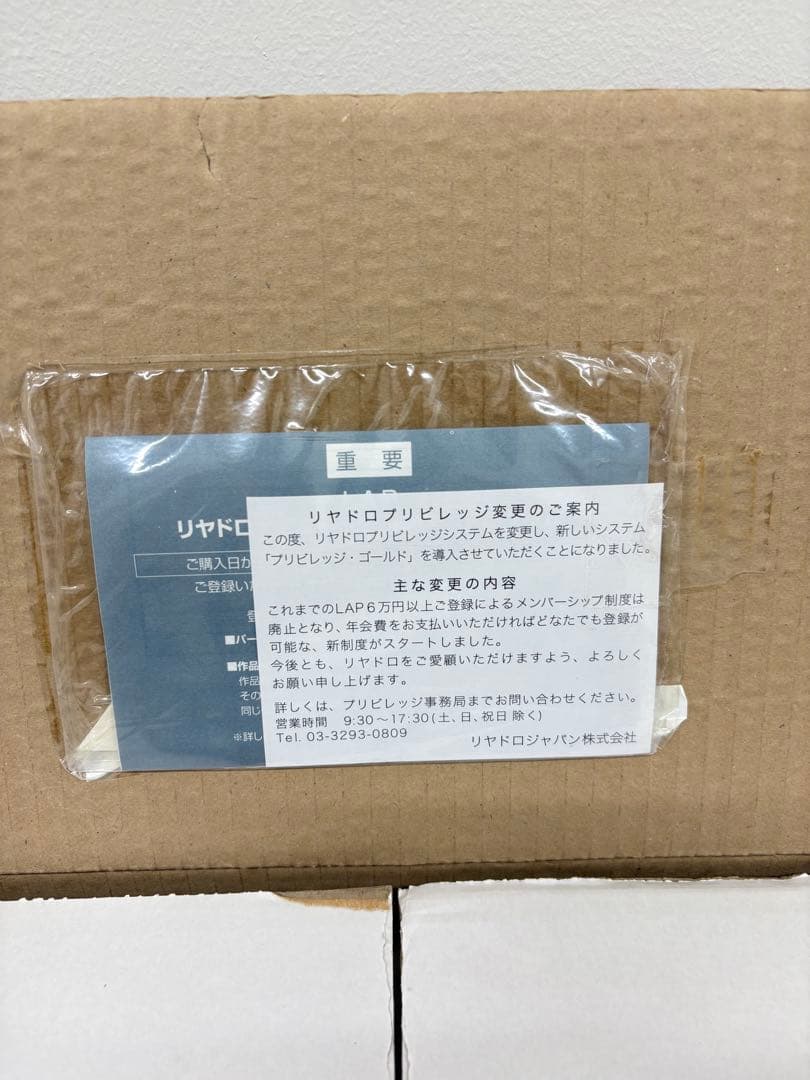 重要
リヤドロ
ご購入日か
ご登録い
■パー
■作品
作品
その
同じ
※詳し
リヤドロプリビレッジ変更のご案内
この度、リヤドロプリビレッジシステムを変更し、新しいシステム
「プリビレッジ・ゴールド」を導入させていただくことになりました。
主な変更の内容
これまでのLAP6万円以上ご登録によるメンバーシップ制度は
廃止となり、年会費をお支払いいただければどなたでも登録が
可能な、新制度がスタートしました。
今後とも、リヤドロをご愛顧いただけますよう、よろしく
お願い申し上げます。
詳しくは、プリビレッジ事務局までお問い合わせください。
営業時間 9:30～17:30(土、日、祝日 除く)
Tel. 03-3293-0809 リヤドロジャパン株式会社